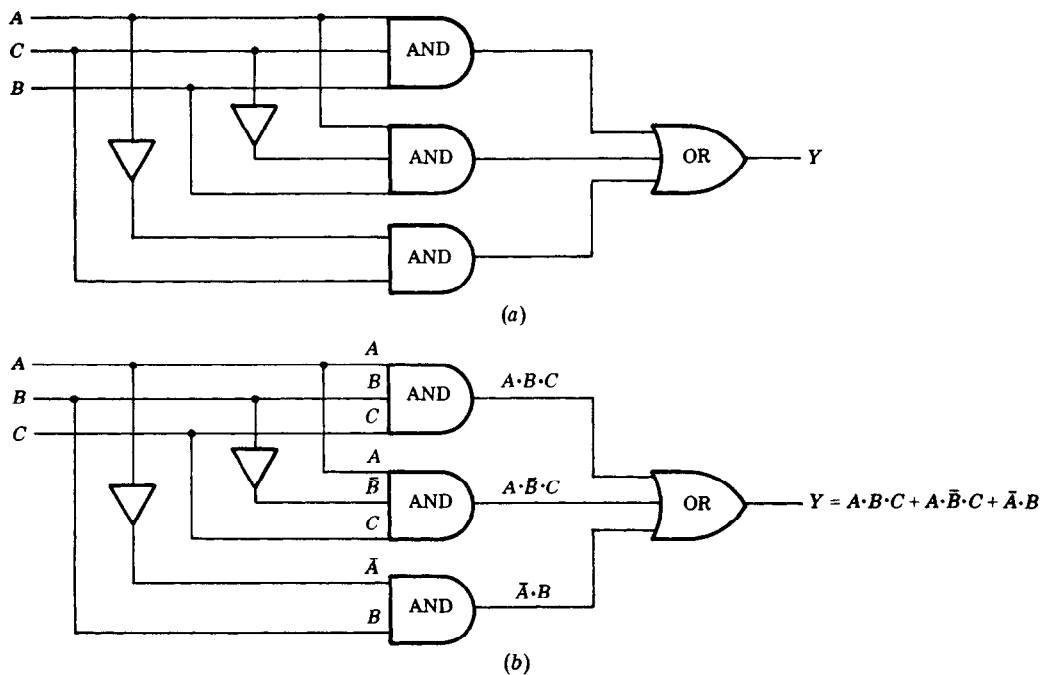 A
C
B
AND
AND
AND
OR
Y
(a)
A
B
C
A
B
C
AND
A·B·C
A
B̄
C
AND
A·B̄·C
Ā
B
AND
Ā·B
OR
Y = A·B·C + A·B̄·C + Ā·B
(b)